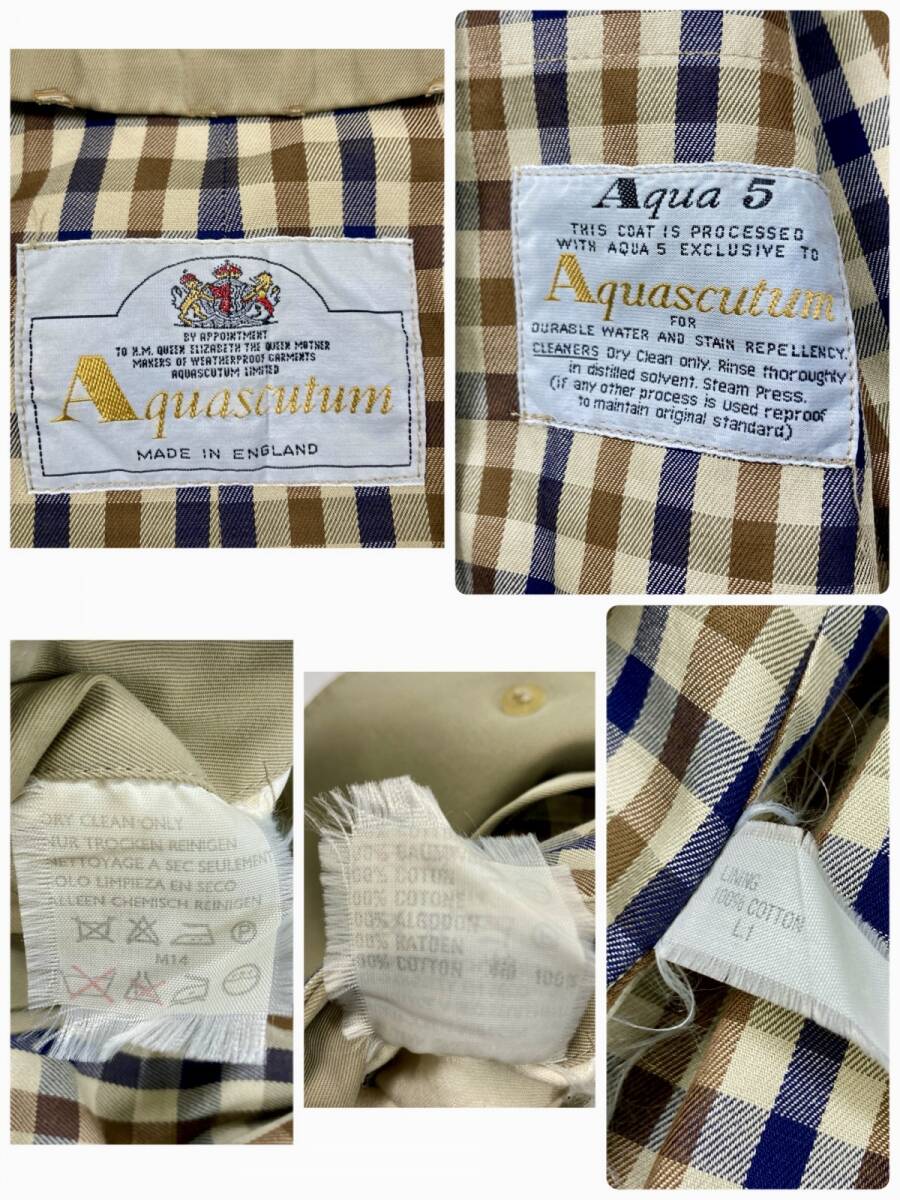 BY APPOINTMENT
TO H.M. QUEEN ELIZABETH THE QUEEN MOTHER
MAKERS OF WEATHERPROOF GARMENTS
AQUASCUTUM LIMITED
Aquascutum
MADE IN ENGLAND
Aqua 5
THIS COAT IS PROCESSED
WITH AQUA 5 EXCLUSIVE TO
Aquascutum
FOR
DURABLE WATER AND STAIN REPELLENCY.
CLEANERS Dry Clean only. Rinse thoroughly
in distilled solvent. Steam Press.
(if any other process is used reproof
to maintain original standard)
DRY CLEAN ONLY
NUR TROCKEN REINIGEN
NETTOYAGE A SEC SEULEMENT
SOLO LIMPIEZA EN SECO
ALLEEN CHEMISCH REINIGEN
P
M14
100% COTON
100% COTONE
100% ALGODON
100% KATOEN
100% COTTON 綿 100%
LINING
100% COTTON
L1